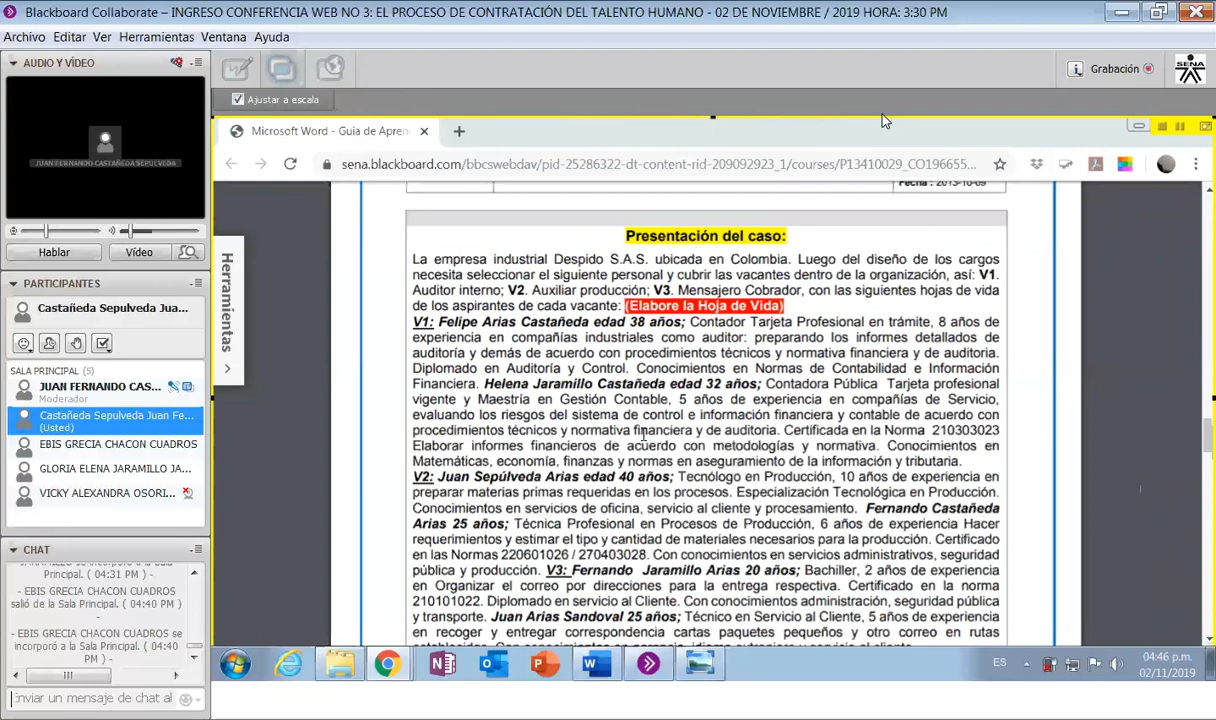 Blackboard Collaborate – INGRESO CONFERENCIA WEB NO 3: EL PROCESO DE CONTRATACIÓN DEL TALENTO HUMANO - 02 DE NOVIEMBRE / 2019 HORA: 3:30 PM
Archivo Editar Ver Herramientas Ventana Ayuda
AUDIO Y VÍDEO
JUAN FERNANDO CASTAÑEDA SEPULVEDA
Hablar Vídeo
PARTICIPANTES
Castañeda Sepulveda Jua...
SALA PRINCIPAL (5)
JUAN FERNANDO CAS...
Moderador
Castañeda Sepulveda Juan Fe...
(Usted)
EBIS GRECIA CHACON CUADROS
GLORIA ELENA JARAMILLO JA...
VICKY ALEXANDRA OSORI...
CHAT
Principal. (04:31 PM) -
- EBIS GRECIA CHACON CUADROS
salió de la Sala Principal. (04:40
PM) -
- EBIS GRECIA CHACON CUADROS se
incorporó a la Sala Principal. (04:40
PM) -
Enviar un mensaje de chat al
Grabación
SENA
Ajustar a escala
Microsoft Word - Guia de Apren
sena.blackboard.com/bbcswebdav/pid-25286322-dt-content-rid-209092923_1/courses/P13410029_CO196655...
Herramientas
Fecha : 2013-10-09
Presentación del caso:
La empresa industrial Despido S.A.S. ubicada en Colombia. Luego del diseño de los cargos
necesita seleccionar el siguiente personal y cubrir las vacantes dentro de la organización, así: V1.
Auditor interno; V2. Auxiliar producción; V3. Mensajero Cobrador, con las siguientes hojas de vida
de los aspirantes de cada vacante: (Elabore la Hoja de Vida)
V1: Felipe Arias Castañeda edad 38 años; Contador Tarjeta Profesional en trámite, 8 años de
experiencia en compañías industriales como auditor: preparando los informes detallados de
auditoría y demás de acuerdo con procedimientos técnicos y normativa financiera y de auditoria.
Diplomado en Auditoría y Control. Conocimientos en Normas de Contabilidad e Información
Financiera. Helena Jaramillo Castañeda edad 32 años; Contadora Pública Tarjeta profesional
vigente y Maestría en Gestión Contable, 5 años de experiencia en compañías de Servicio,
evaluando los riesgos del sistema de control e información financiera y contable de acuerdo con
procedimientos técnicos y normativa financiera y de auditoria. Certificada en la Norma 210303023
Elaborar informes financieros de acuerdo con metodologías y normativa. Conocimientos en
Matemáticas, economía, finanzas y normas en aseguramiento de la información y tributaria.
V2: Juan Sepúlveda Arias edad 40 años; Tecnólogo en Producción, 10 años de experiencia en
preparar materias primas requeridas en los procesos. Especialización Tecnológica en Producción.
Conocimientos en servicios de oficina, servicio al cliente y procesamiento. Fernando Castañeda
Arias 25 años; Técnica Profesional en Procesos de Producción, 6 años de experiencia Hacer
requerimientos y estimar el tipo y cantidad de materiales necesarios para la producción. Certificado
en las Normas 220601026 / 270403028. Con conocimientos en servicios administrativos, seguridad
pública y producción. V3: Fernando Jaramillo Arias 20 años; Bachiller, 2 años de experiencia
en Organizar el correo por direcciones para la entrega respectiva. Certificado en la norma
210101022. Diplomado en servicio al Cliente. Con conocimientos administración, seguridad pública
y transporte. Juan Arias Sandoval 25 años; Técnico en Servicio al Cliente, 5 años de experiencia
en recoger y entregar correspondencia cartas paquetes pequeños y otro correo en rutas
ES
04:46 p.m.
02/11/2019